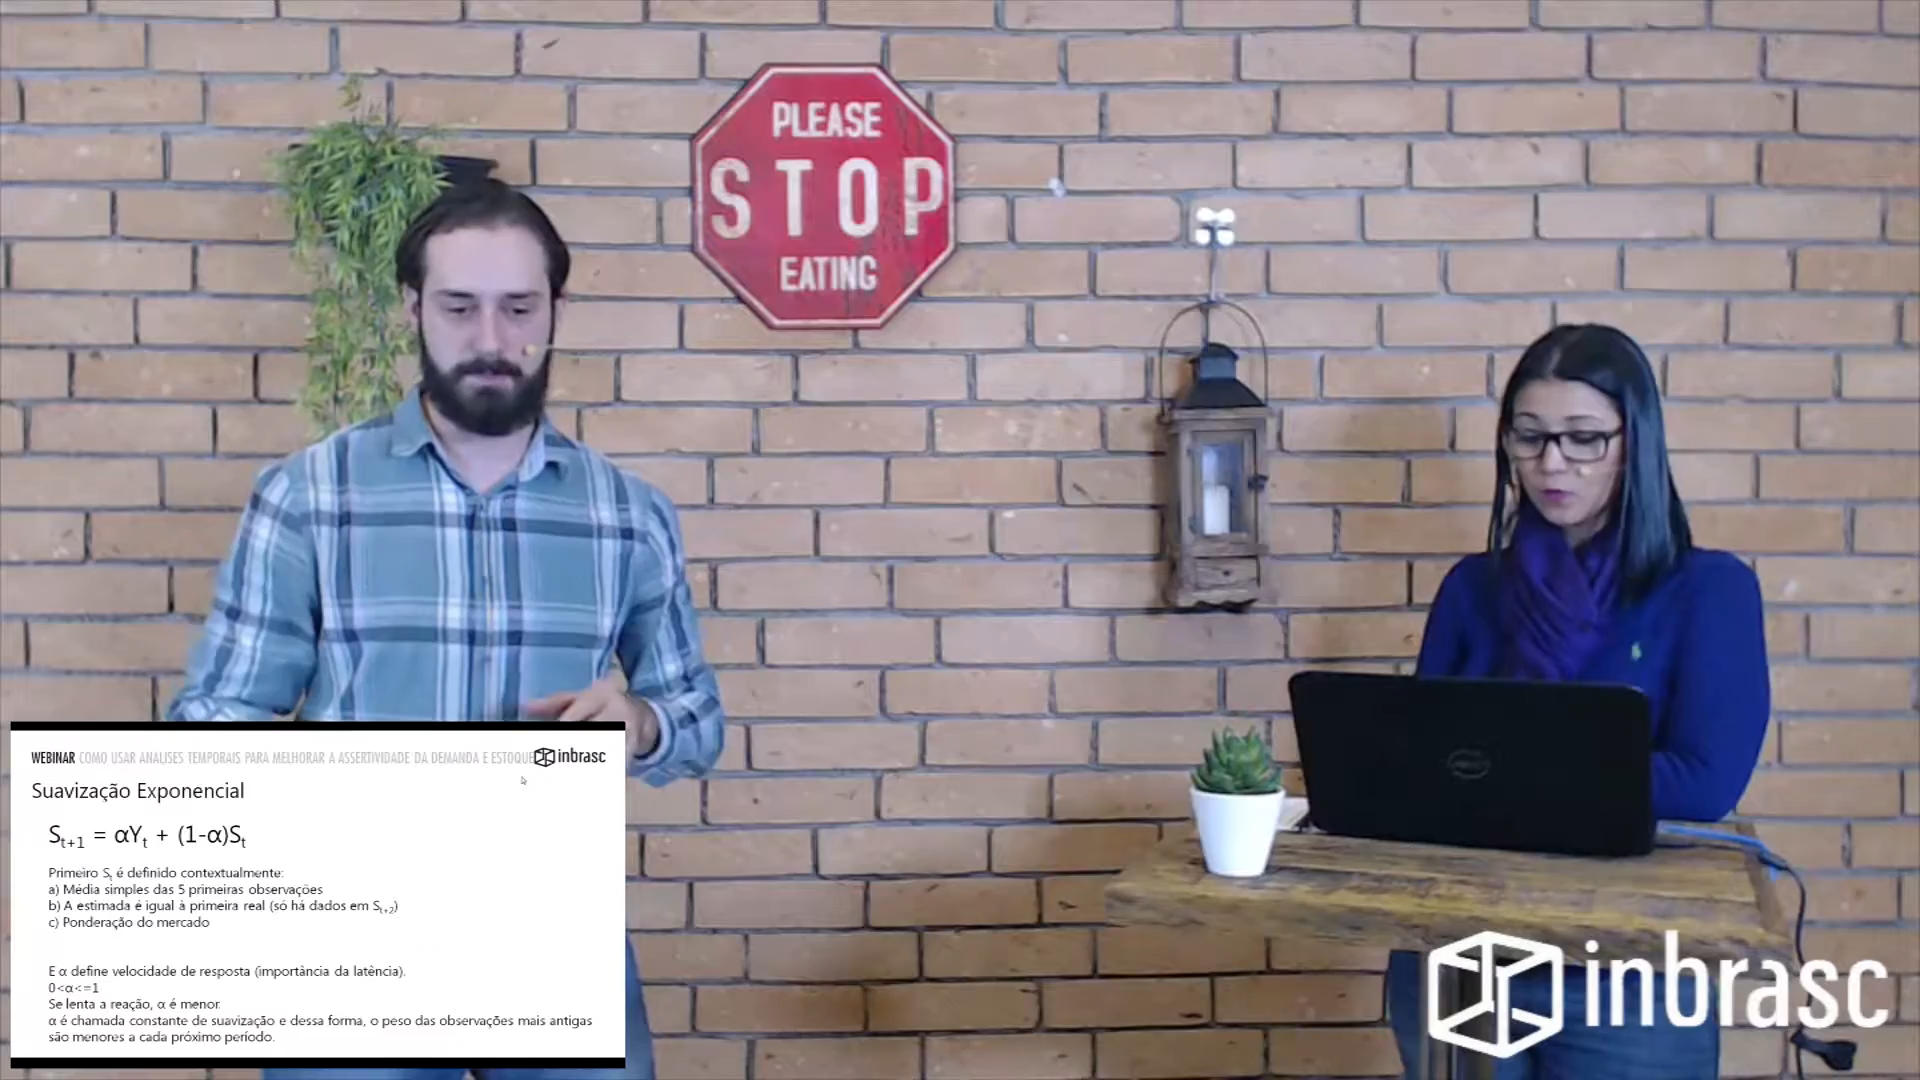 PLEASE
STOP
EATING
WEBINAR COMO USAR ANALISES TEMPORAIS PARA MELHORAR A ASSERTIVIDADE DA DEMANDA E ESTOQUE
inbrasc
Suavização Exponencial
Sₜ₊₁ = αYₜ + (1-α)Sₜ
Primeiro Sₜ é definido contextualmente:
a) Média simples das 5 primeiras observações
b) A estimada é igual à primeira real (só há dados em Sₜ₊₂)
c) Ponderação do mercado
E α define velocidade de resposta (importância da latência).
0<α<=1
Se lenta a reação, α é menor.
α é chamada constante de suavização e dessa forma, o peso das observações mais antigas
são menores a cada próximo período.
inbrasc